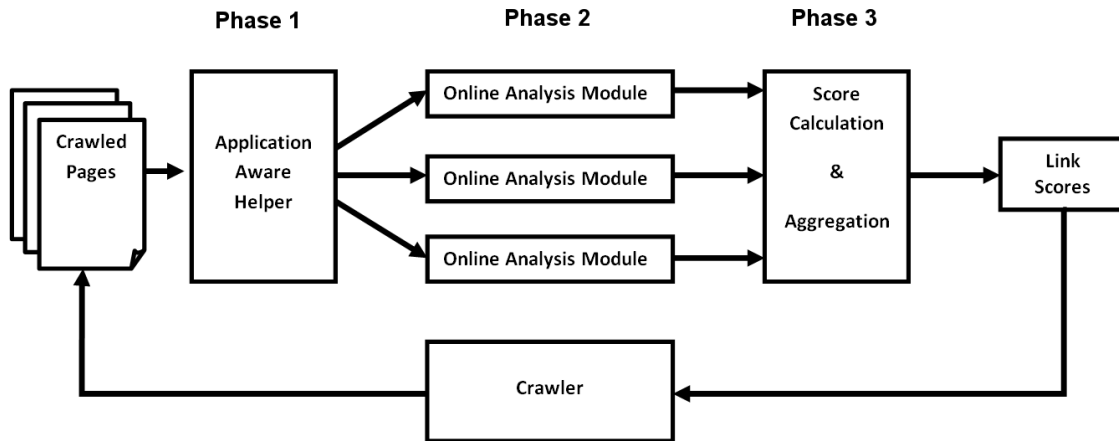 Phase 1
Phase 2
Phase 3
Crawled
Pages
Application
Aware
Helper
Online Analysis Module
Online Analysis Module
Online Analysis Module
Score
Calculation
&
Aggregation
Link
Scores
Crawler